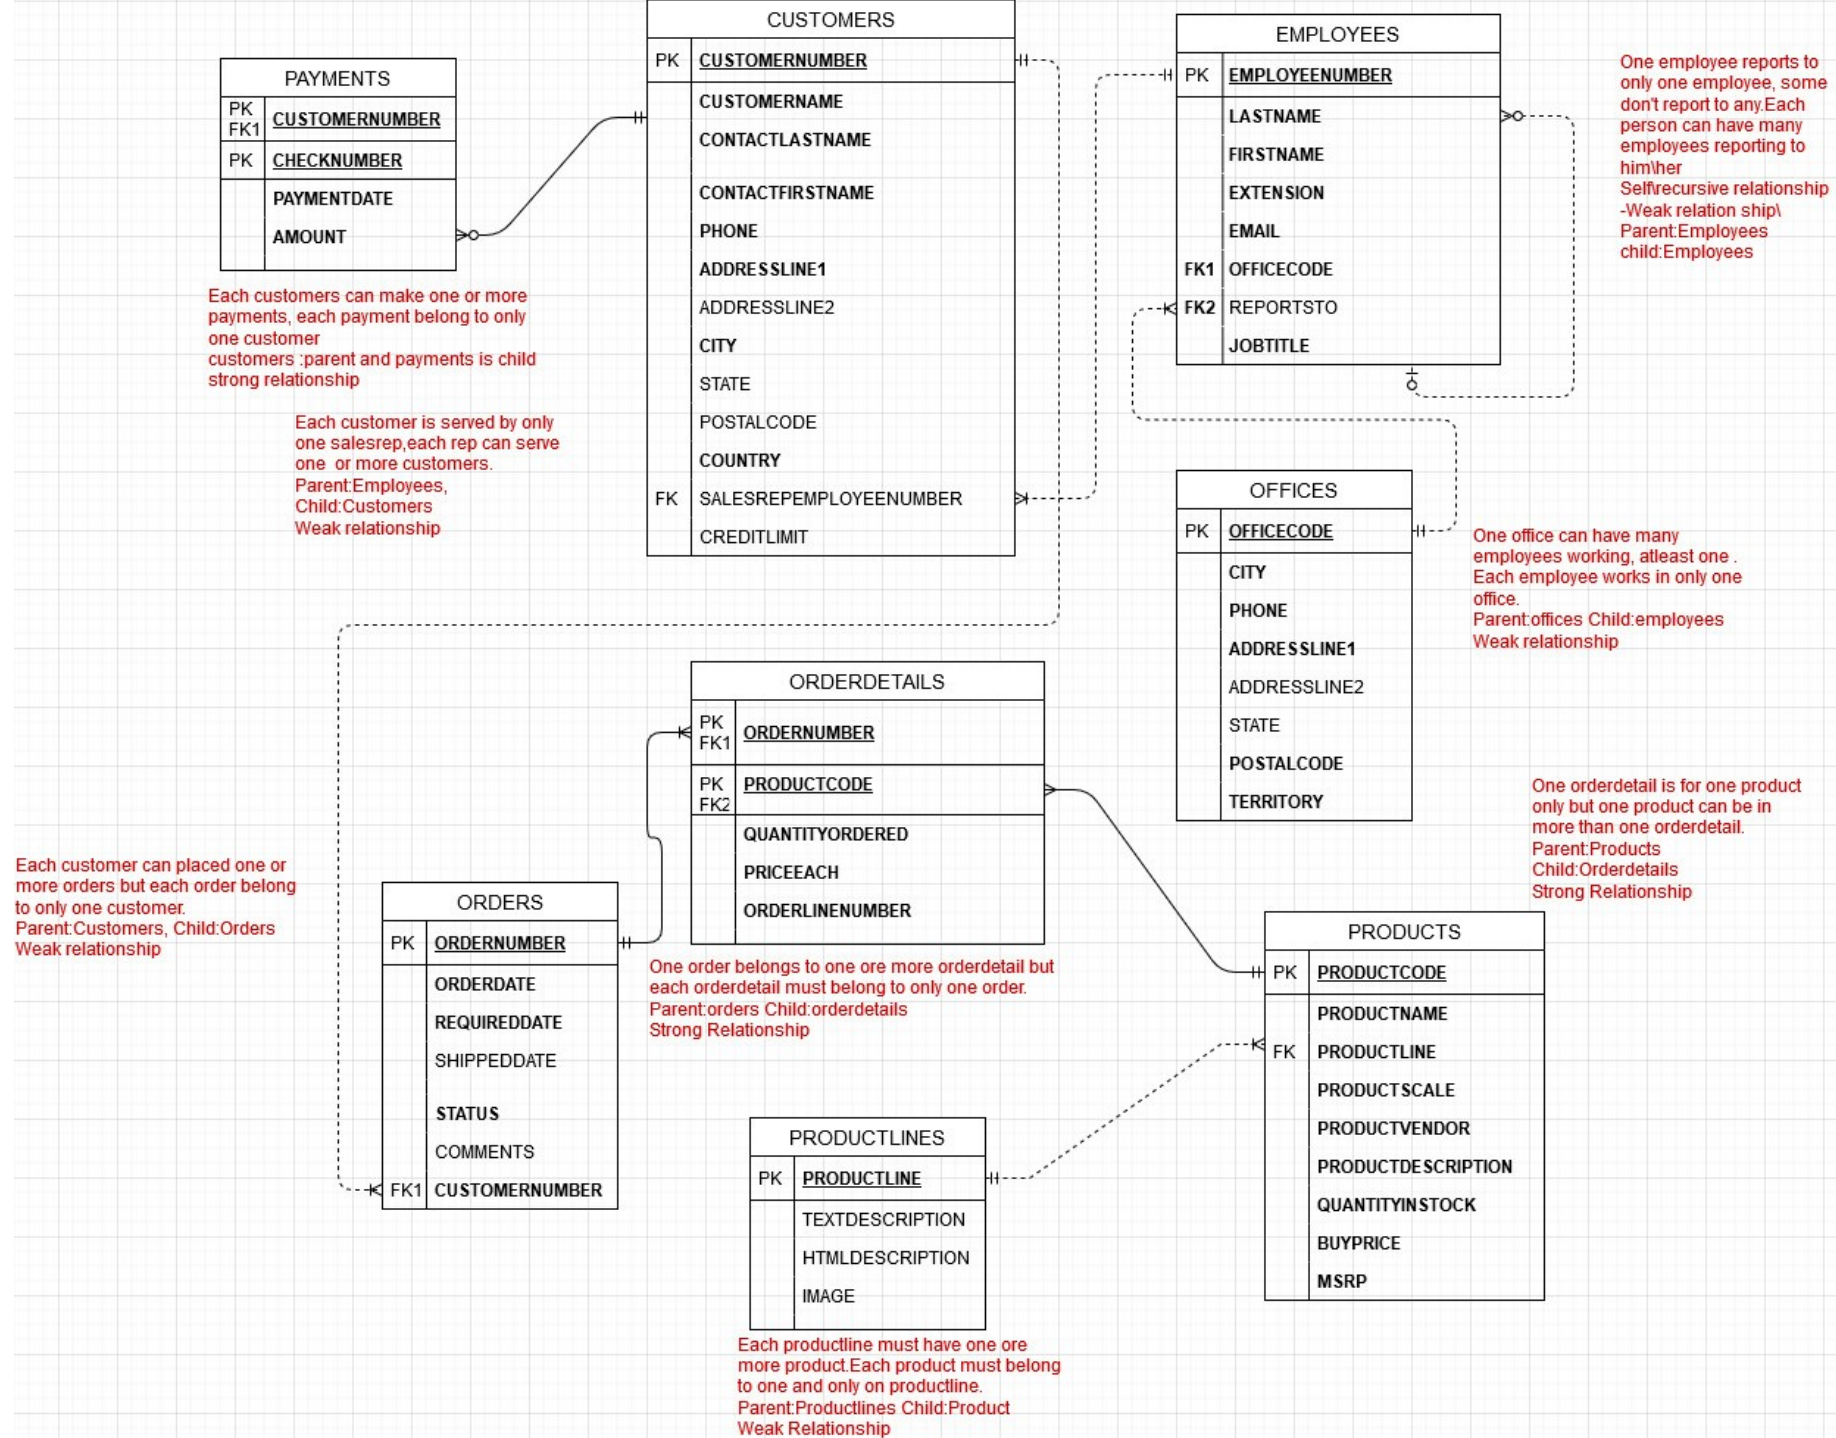 CUSTOMERS
PK CUSTOMERNUMBER
CUSTOMERNAME
CONTACTLASTNAME
CONTACTFIRSTNAME
PHONE
ADDRESSLINE1
ADDRESSLINE2
CITY
STATE
POSTALCODE
COUNTRY
FK SALESREPEMPLOYEENUMBER
CREDITLIMIT
EMPLOYEES
PK EMPLOYEENUMBER
LASTNAME
FIRSTNAME
EXTENSION
EMAIL
FK1 OFFICECODE
FK2 REPORTSTO
JOBTITLE
One employee reports to
only one employee, some
don't report to any.Each
person can have many
employees reporting to
him\her
Self\recursive relationship
-Weak relation ship\
Parent:Employees
child:Employees
PAYMENTS
PK
FK1 CUSTOMERNUMBER
PK CHECKNUMBER
PAYMENTDATE
AMOUNT
Each customers can make one or more
payments, each payment belong to only
one customer
customers :parent and payments is child
strong relationship
Each customer is served by only
one salesrep,each rep can serve
one or more customers.
Parent:Employees,
Child:Customers
Weak relationship
OFFICES
PK OFFICECODE
CITY
PHONE
ADDRESSLINE1
ADDRESSLINE2
STATE
POSTALCODE
TERRITORY
One office can have many
employees working, atleast one .
Each employee works in only one
office.
Parent:offices Child:employees
Weak relationship
ORDERDETAILS
PK
FK1 ORDERNUMBER
PK
FK2 PRODUCTCODE
QUANTITYORDERED
PRICEEACH
ORDERLINENUMBER
One order belongs to one ore more orderdetail but
each orderdetail must belong to only one order.
Parent:orders Child:orderdetails
Strong Relationship
One orderdetail is for one product
only but one product can be in
more than one orderdetail.
Parent:Products
Child:Orderdetails
Strong Relationship
Each customer can placed one or
more orders but each order belong
to only one customer.
Parent:Customers, Child:Orders
Weak relationship
ORDERS
PK ORDERNUMBER
ORDERDATE
REQUIREDDATE
SHIPPEDDATE
STATUS
COMMENTS
FK1 CUSTOMERNUMBER
PRODUCTS
PK PRODUCTCODE
PRODUCTNAME
FK PRODUCTLINE
PRODUCTSCALE
PRODUCTVENDOR
PRODUCTDESCRIPTION
QUANTITYINSTOCK
BUYPRICE
MSRP
PRODUCTLINES
PK PRODUCTLINE
TEXTDESCRIPTION
HTMLDESCRIPTION
IMAGE
Each productline must have one ore
more product.Each product must belong
to one and only on productline.
Parent:Productlines Child:Product
Weak Relationship